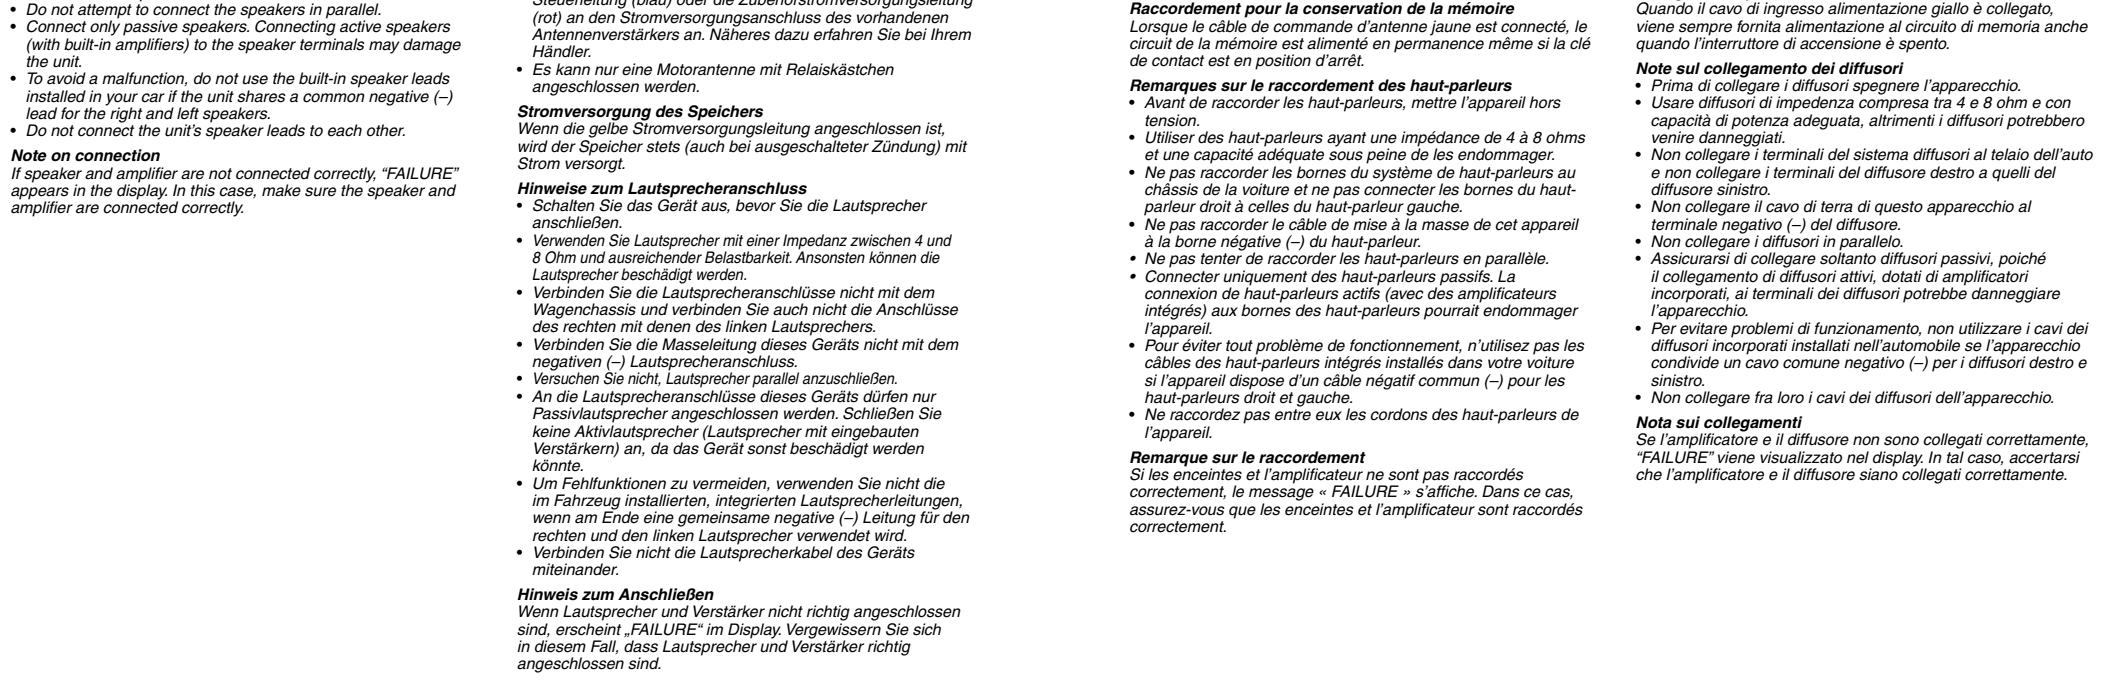 • Do not attempt to connect the speakers in parallel.
• Connect only passive speakers. Connecting active speakers
(with built-in amplifiers) to the speaker terminals may damage
the unit.
• To avoid a malfunction, do not use the built-in speaker leads
installed in your car if the unit shares a common negative (–)
lead for the right and left speakers.
• Do not connect the unit’s speaker leads to each other.
Note on connection
If speaker and amplifier are not connected correctly, “FAILURE”
appears in the display. In this case, make sure the speaker and
amplifier are connected correctly.
Steuerleitung (blau) oder die Zubehörstromversorgungsleitung
(rot) an den Stromversorgungsanschluss des vorhandenen
Antennenverstärkers an. Näheres dazu erfahren Sie bei Ihrem
Händler.
• Es kann nur eine Motorantenne mit Relaiskästchen
angeschlossen werden.
Stromversorgung des Speichers
Wenn die gelbe Stromversorgungsleitung angeschlossen ist,
wird der Speicher stets (auch bei ausgeschalteter Zündung) mit
Strom versorgt.
Hinweise zum Lautsprecheranschluss
• Schalten Sie das Gerät aus, bevor Sie die Lautsprecher
anschließen.
• Verwenden Sie Lautsprecher mit einer Impedanz zwischen 4 und
8 Ohm und ausreichender Belastbarkeit. Ansonsten können die
Lautsprecher beschädigt werden.
• Verbinden Sie die Lautsprecheranschlüsse nicht mit dem
Wagenchassis und verbinden Sie auch nicht die Anschlüsse
des rechten mit denen des linken Lautsprechers.
• Verbinden Sie die Masseleitung dieses Geräts nicht mit dem
negativen (–) Lautsprecheranschluss.
• Versuchen Sie nicht, Lautsprecher parallel anzuschließen.
• An die Lautsprecheranschlüsse dieses Geräts dürfen nur
Passivlautsprecher angeschlossen werden. Schließen Sie
keine Aktivlautsprecher (Lautsprecher mit eingebauten
Verstärkern) an, da das Gerät sonst beschädigt werden
könnte.
• Um Fehlfunktionen zu vermeiden, verwenden Sie nicht die
im Fahrzeug installierten, integrierten Lautsprecherleitungen,
wenn am Ende eine gemeinsame negative (–) Leitung für den
rechten und den linken Lautsprecher verwendet wird.
• Verbinden Sie nicht die Lautsprecherkabel des Geräts
miteinander.
Hinweis zum Anschließen
Wenn Lautsprecher und Verstärker nicht richtig angeschlossen
sind, erscheint „FAILURE“ im Display. Vergewissern Sie sich
in diesem Fall, dass Lautsprecher und Verstärker richtig
angeschlossen sind.
Raccordement pour la conservation de la mémoire
Lorsque le câble de commande d’antenne jaune est connecté, le
circuit de la mémoire est alimenté en permanence même si la clé
de contact est en position d’arrêt.
Remarques sur le raccordement des haut-parleurs
• Avant de raccorder les haut-parleurs, mettre l’appareil hors
tension.
• Utiliser des haut-parleurs ayant une impédance de 4 à 8 ohms
et une capacité adéquate sous peine de les endommager.
• Ne pas raccorder les bornes du système de haut-parleurs au
châssis de la voiture et ne pas connecter les bornes du haut-
parleur droit à celles du haut-parleur gauche.
• Ne pas raccorder le câble de mise à la masse de cet appareil
à la borne négative (–) du haut-parleur.
• Ne pas tenter de raccorder les haut-parleurs en parallèle.
• Connecter uniquement des haut-parleurs passifs. La
connexion de haut-parleurs actifs (avec des amplificateurs
intégrés) aux bornes des haut-parleurs pourrait endommager
l’appareil.
• Pour éviter tout problème de fonctionnement, n’utilisez pas les
câbles des haut-parleurs intégrés installés dans votre voiture
si l’appareil dispose d’un câble négatif commun (–) pour les
haut-parleurs droit et gauche.
• Ne raccordez pas entre eux les cordons des haut-parleurs de
l’appareil.
Remarque sur le raccordement
Si les enceintes et l’amplificateur ne sont pas raccordés
correctement, le message « FAILURE » s’affiche. Dans ce cas,
assurez-vous que les enceintes et l’amplificateur sont raccordés
correctement.
Quando il cavo di ingresso alimentazione giallo è collegato,
viene sempre fornita alimentazione al circuito di memoria anche
quando l’interruttore di accensione è spento.
Note sul collegamento dei diffusori
• Prima di collegare i diffusori spegnere l’apparecchio.
• Usare diffusori di impedenza compresa tra 4 e 8 ohm e con
capacità di potenza adeguata, altrimenti i diffusori potrebbero
venire danneggiati.
• Non collegare i terminali del sistema diffusori al telaio dell’auto
e non collegare i terminali del diffusore destro a quelli del
diffusore sinistro.
• Non collegare il cavo di terra di questo apparecchio al
terminale negativo (–) del diffusore.
• Non collegare i diffusori in parallelo.
• Assicurarsi di collegare soltanto diffusori passivi, poiché
il collegamento di diffusori attivi, dotati di amplificatori
incorporati, ai terminali dei diffusori potrebbe danneggiare
l’apparecchio.
• Per evitare problemi di funzionamento, non utilizzare i cavi dei
diffusori incorporati installati nell’automobile se l’apparecchio
condivide un cavo comune negativo (–) per i diffusori destro e
sinistro.
• Non collegare fra loro i cavi dei diffusori dell’apparecchio.
Nota sui collegamenti
Se l’amplificatore e il diffusore non sono collegati correttamente,
“FAILURE” viene visualizzato nel display. In tal caso, accertarsi
che l’amplificatore e il diffusore siano collegati correttamente.